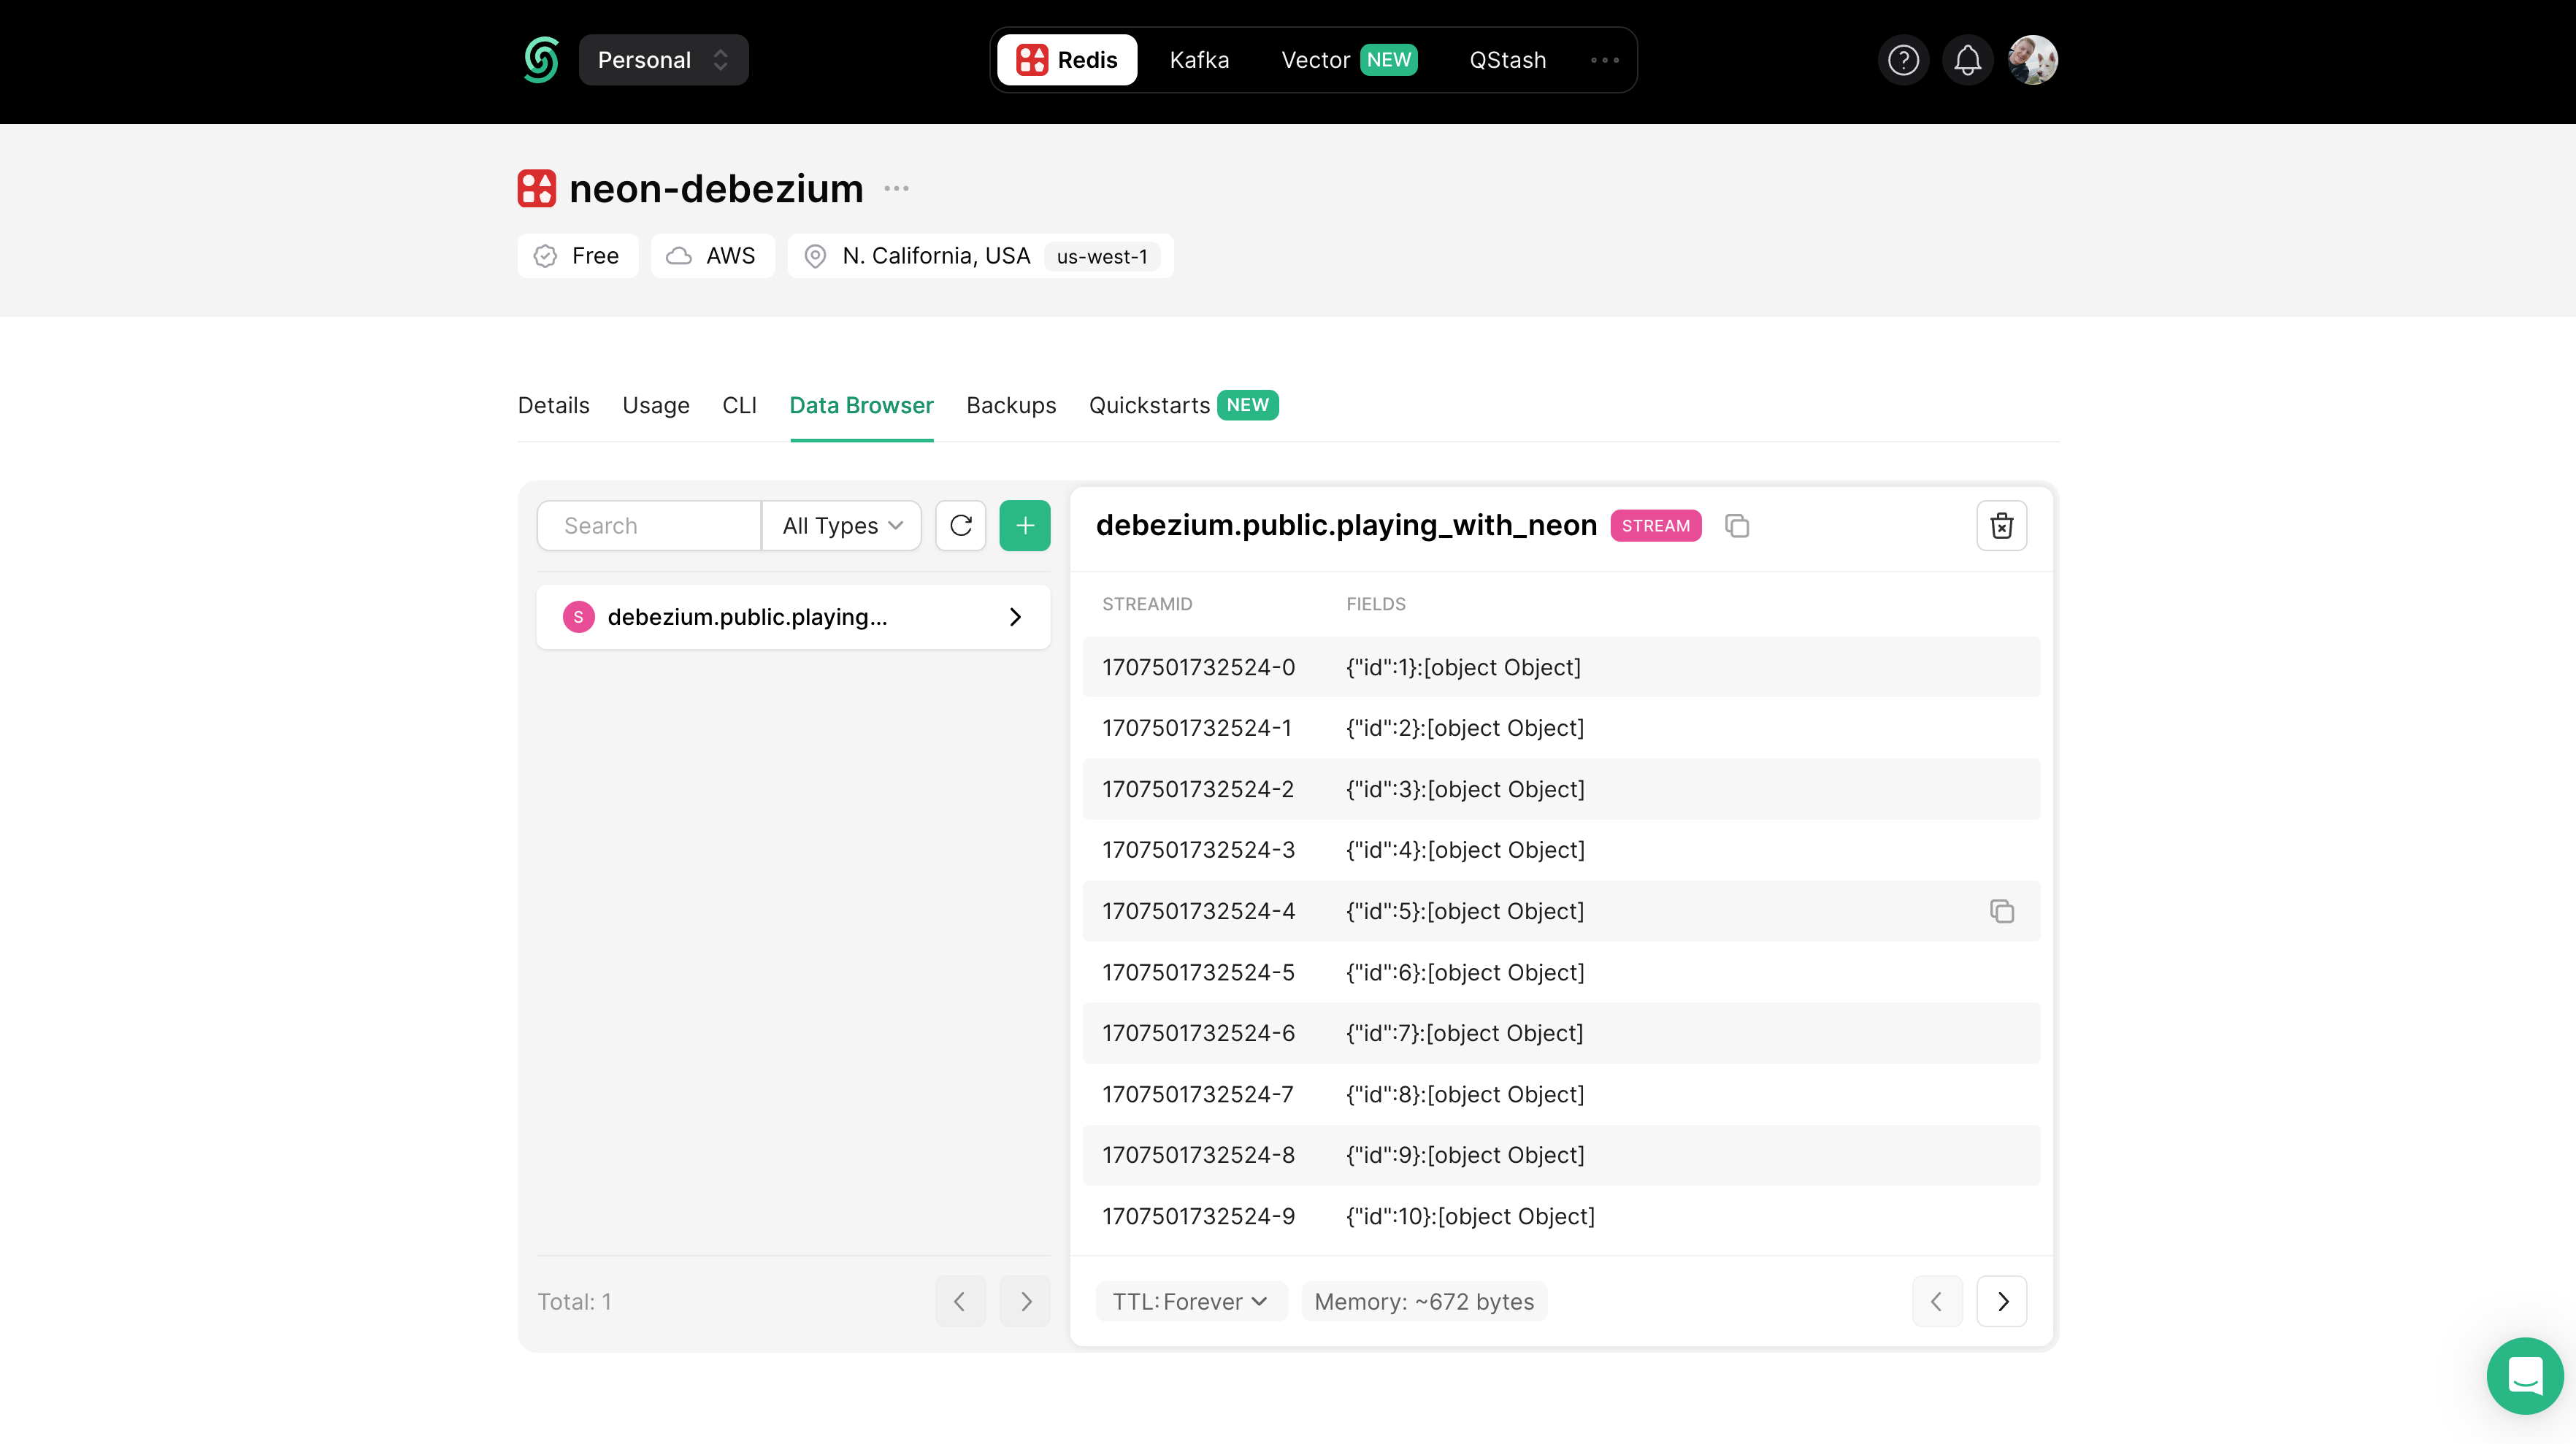 Personal
Redis Kafka Vector NEW QStash
neon-debezium
Free AWS N. California, USA us-west-1
Details Usage CLI Data Browser Backups Quickstarts NEW
Search All Types
S debezium.public.playing...
Total: 1
debezium.public.playing_with_neon STREAM
STREAMID FIELDS
1707501732524-0 {"id":1}:[object Object]
1707501732524-1 {"id":2}:[object Object]
1707501732524-2 {"id":3}:[object Object]
1707501732524-3 {"id":4}:[object Object]
1707501732524-4 {"id":5}:[object Object]
1707501732524-5 {"id":6}:[object Object]
1707501732524-6 {"id":7}:[object Object]
1707501732524-7 {"id":8}:[object Object]
1707501732524-8 {"id":9}:[object Object]
1707501732524-9 {"id":10}:[object Object]
TTL: Forever Memory: ~672 bytes